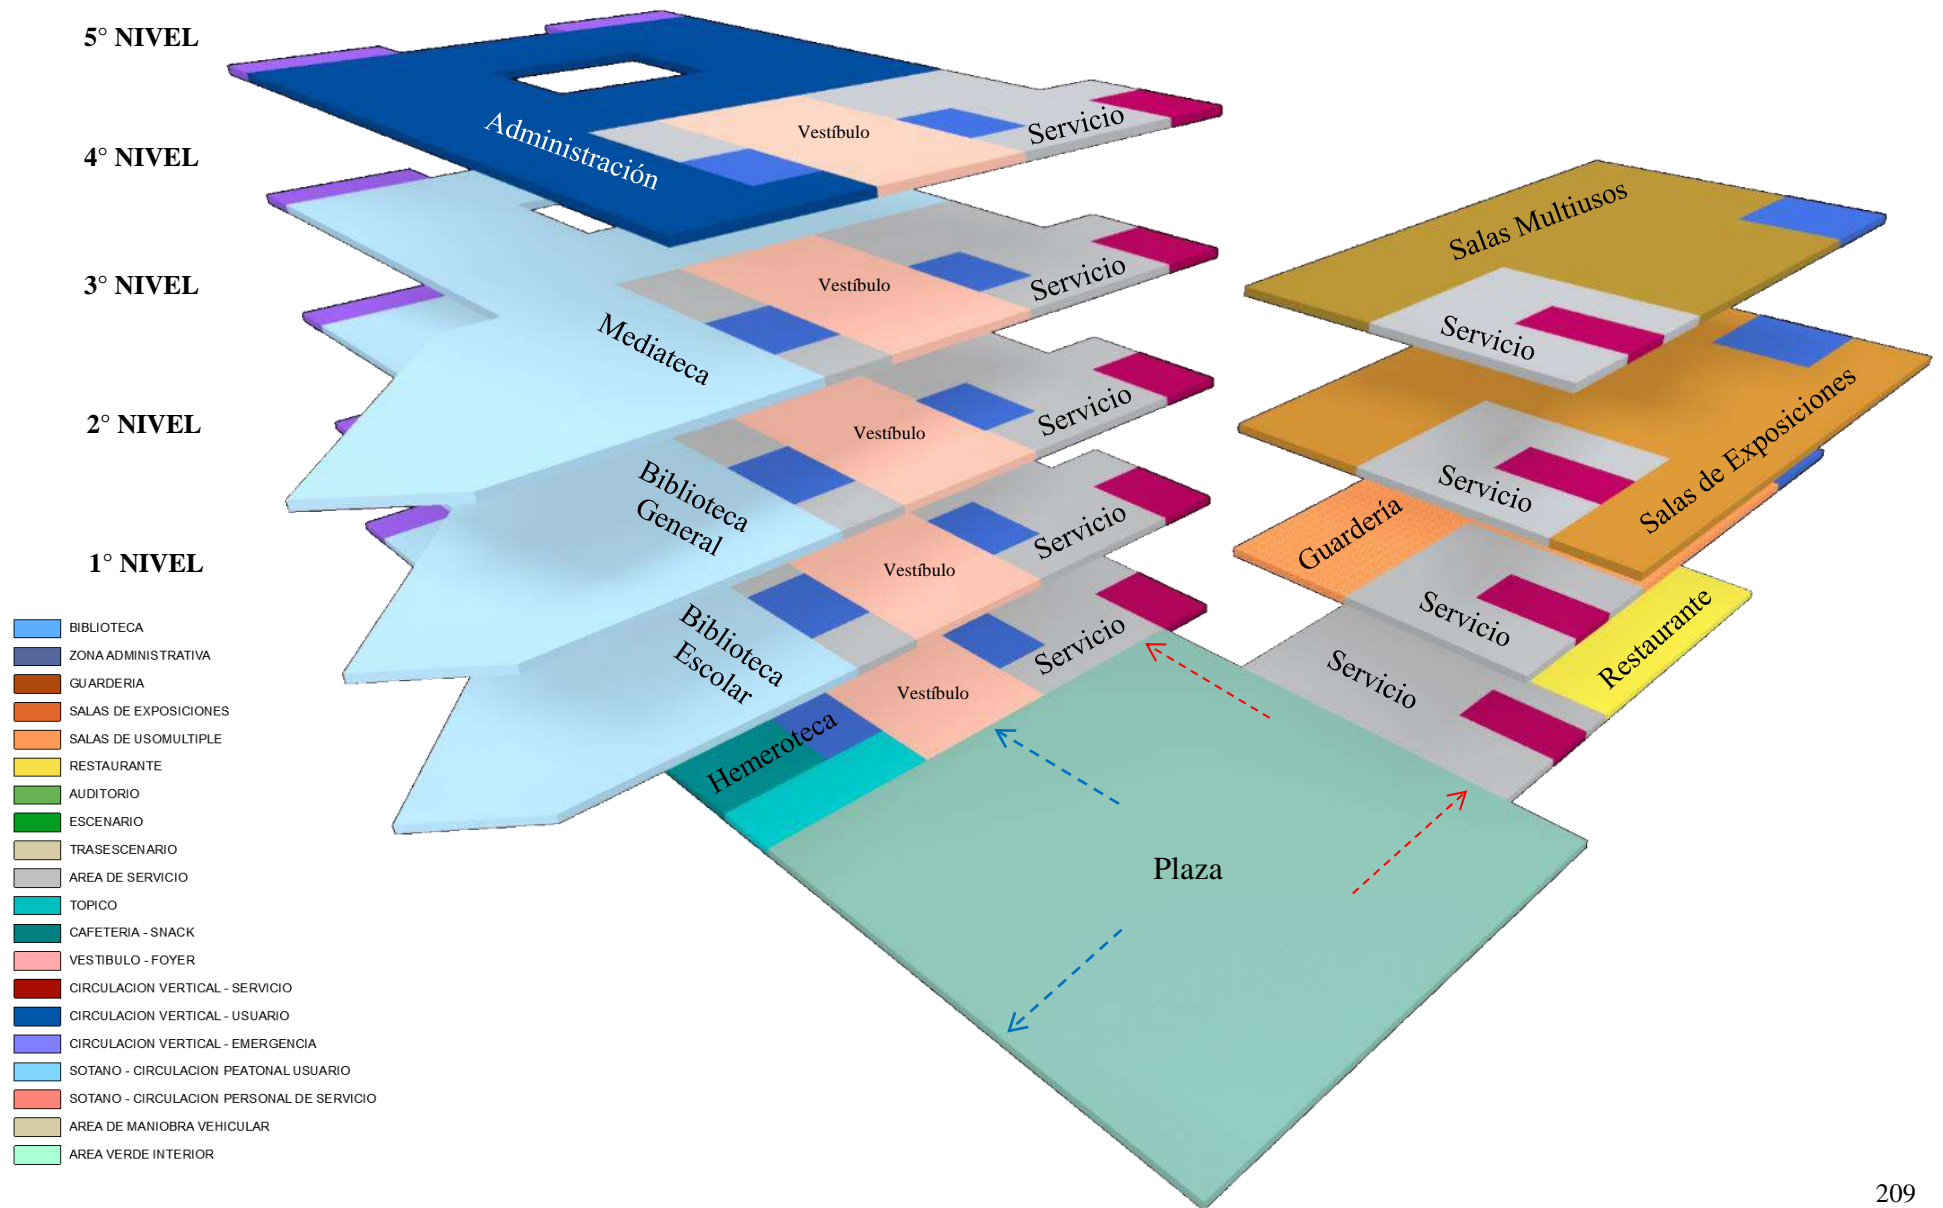 5° NIVEL
4° NIVEL
3° NIVEL
2° NIVEL
1° NIVEL
Administración
Vestíbulo
Servicio
Mediateca
Vestíbulo
Servicio
Biblioteca
General
Vestíbulo
Servicio
Biblioteca
Escolar
Vestíbulo
Servicio
Hemeroteca
Vestíbulo
Servicio
Salas Multiusos
Servicio
Salas de Exposiciones
Servicio
Guardería
Servicio
Restaurante
Servicio
Plaza
BIBLIOTECA
ZONA ADMINISTRATIVA
GUARDERIA
SALAS DE EXPOSICIONES
SALAS DE USOMULTIPLE
RESTAURANTE
AUDITORIO
ESCENARIO
TRASESCENARIO
AREA DE SERVICIO
TOPICO
CAFETERIA - SNACK
VESTIBULO - FOYER
CIRCULACION VERTICAL - SERVICIO
CIRCULACION VERTICAL - USUARIO
CIRCULACION VERTICAL - EMERGENCIA
SOTANO - CIRCULACION PEATONAL USUARIO
SOTANO - CIRCULACION PERSONAL DE SERVICIO
AREA DE MANIOBRA VEHICULAR
AREA VERDE INTERIOR
209